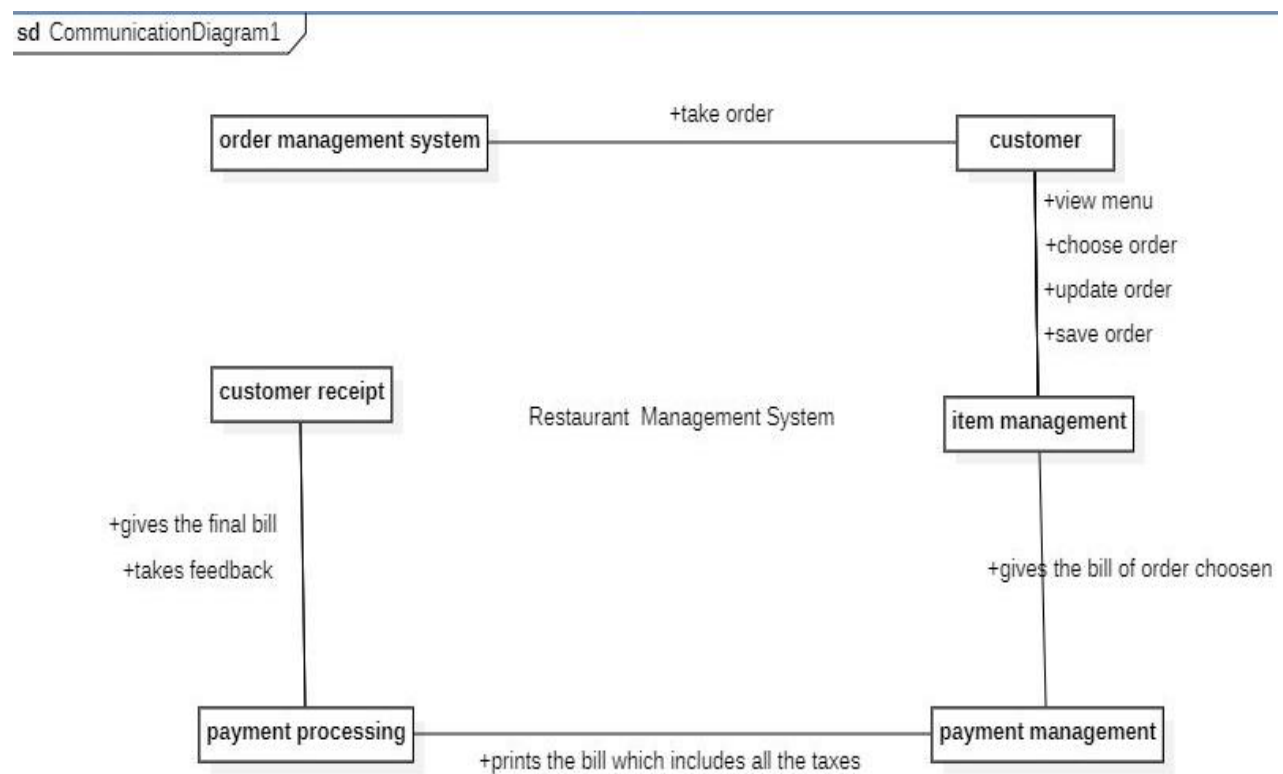 sd CommunicationDiagram1
+take order
order management system
customer
+view menu
+choose order
+update order
+save order
customer receipt
Restaurant Management System
item management
+gives the final bill
+takes feedback
+gives the bill of order choosen
payment processing
payment management
+prints the bill which includes all the taxes